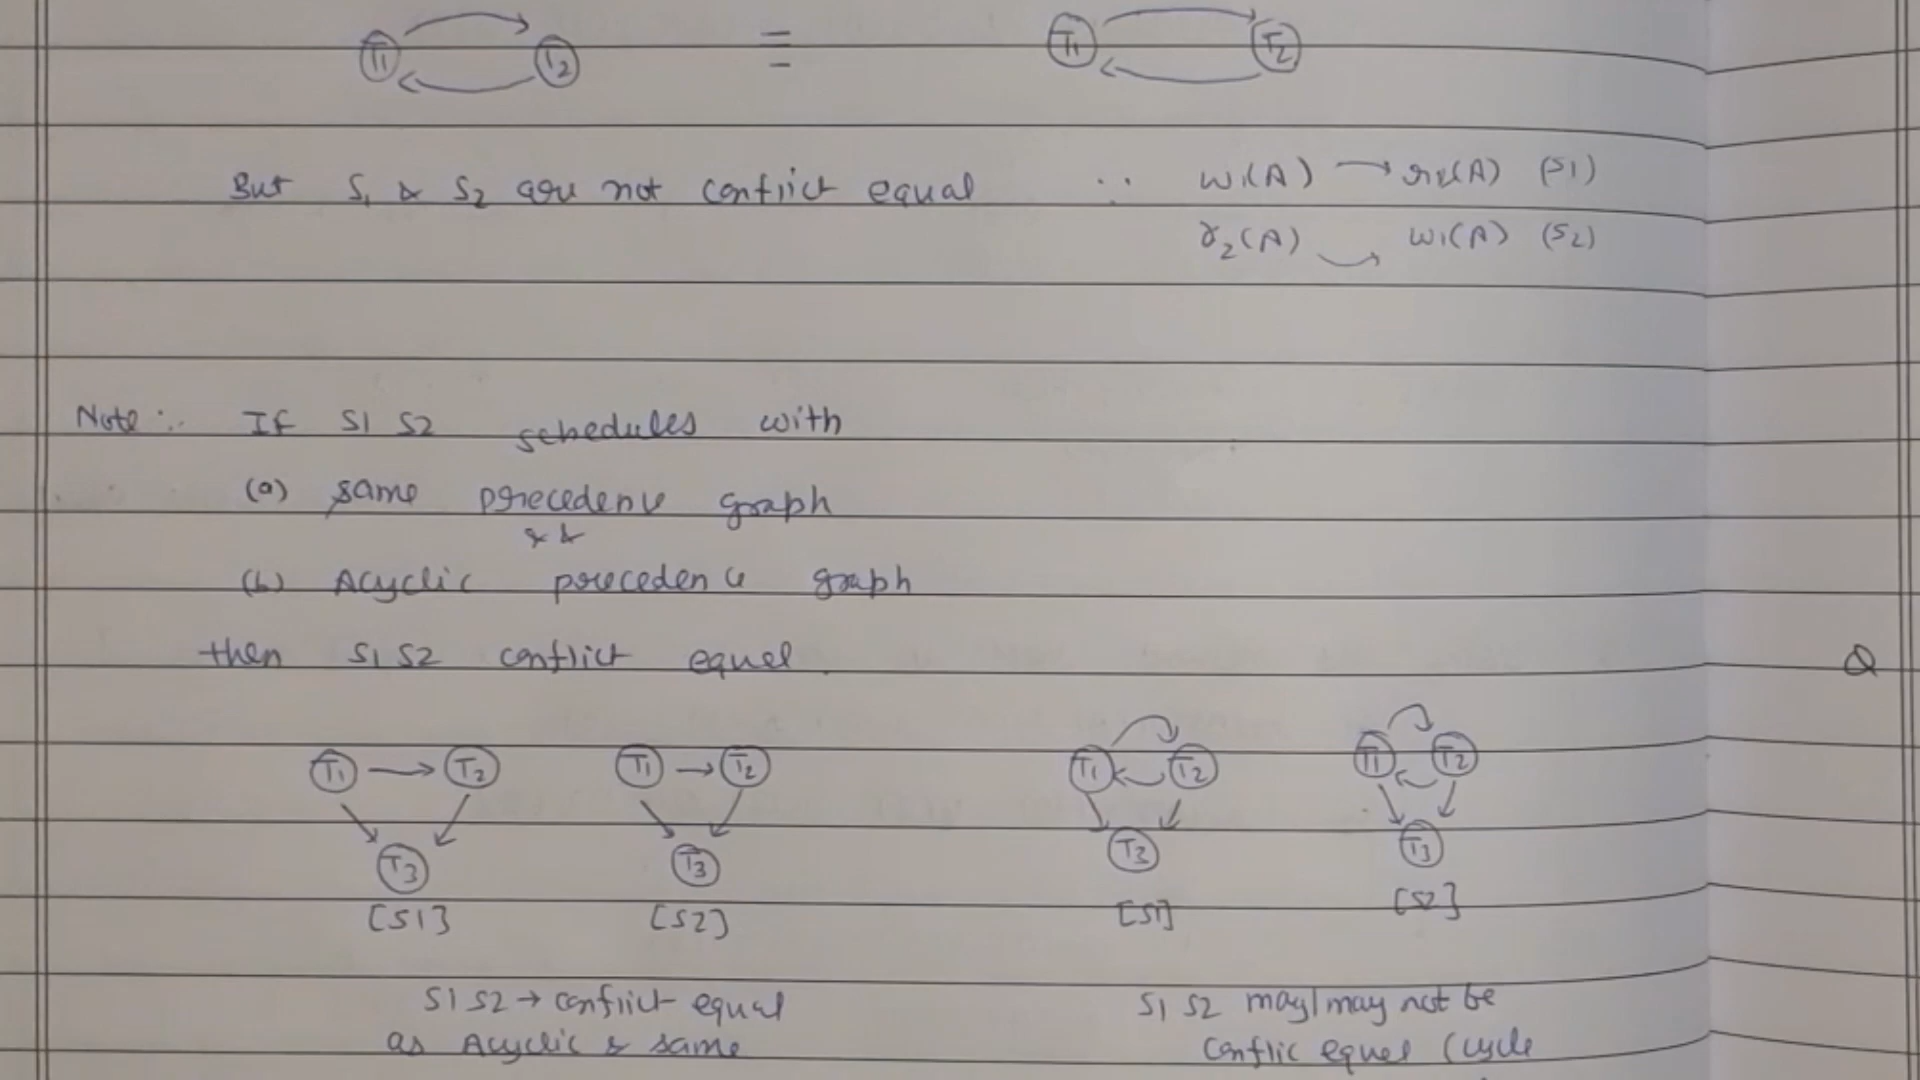 T1 T2 = T1 T2
But S1 & S2 are not conflict equal ∵ W1(A) → r2(A) (S1)
r2(A) → W1(A) (S2)
Note :. If S1 S2 schedules with
(a) same precedence graph
&&
(b) Acyclic precedence graph
then S1 S2 conflict equal.
Q
T1 → T2 T1 → T2 T1 T2 T1 T2
T3 T3 T3 T3
[S1] [S2] [S1] [S2]
S1 S2 → conflict equal S1 S2 may/may not be
as Acyclic & same conflic equal (cycle